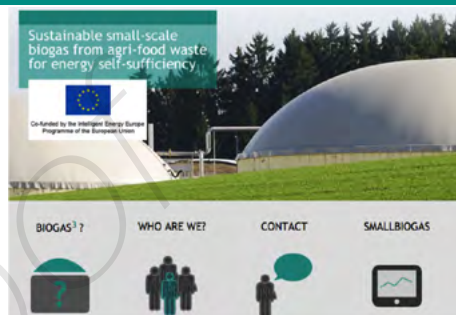 Sustainable small-scale
biogas from agri-food waste
for energy self-sufficiency
Co-funded by the Intelligent Energy Europe
Programme of the European Union
BIOGAS³ ?
WHO ARE WE?
CONTACT
SMALLBIOGAS
?